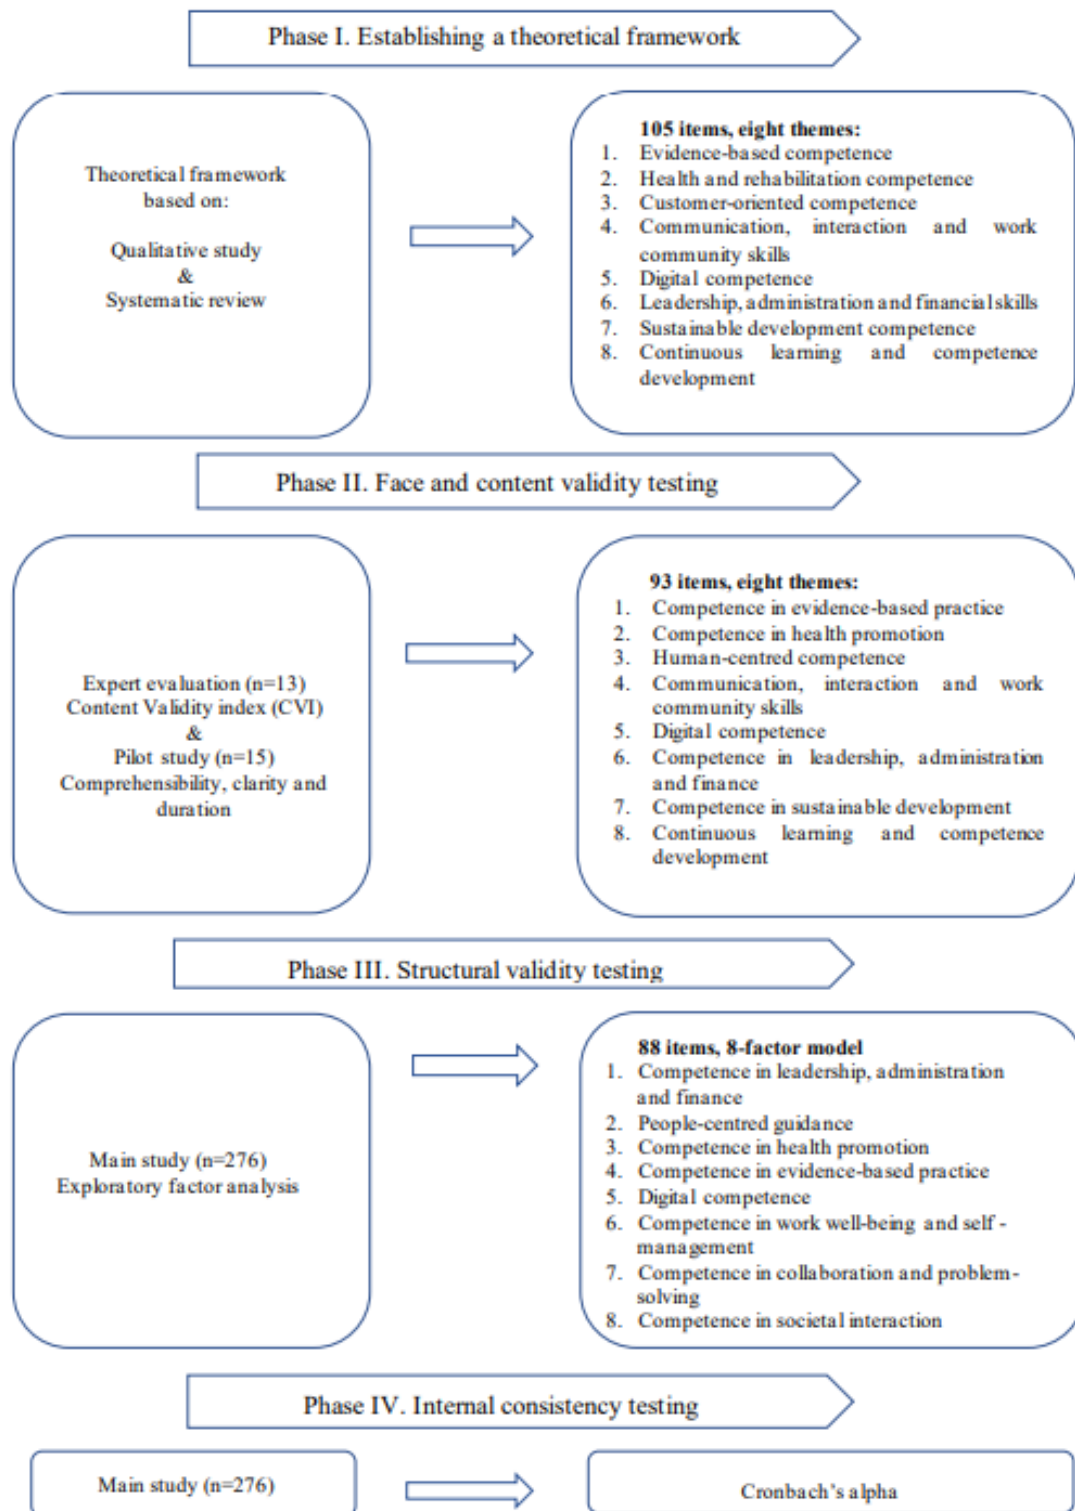 Phase I. Establishing a theoretical framework
Theoretical framework
based on:
Qualitative study
&
Systematic review
105 items, eight themes:
1. Evidence-based competence
2. Health and rehabilitation competence
3. Customer-oriented competence
4. Communication, interaction and work
community skills
5. Digital competence
6. Leadership, administration and financial skills
7. Sustainable development competence
8. Continuous learning and competence
development
Phase II. Face and content validity testing
Expert evaluation (n=13)
Content Validity index (CVI)
&
Pilot study (n=15)
Comprehensibility, clarity and
duration
93 items, eight themes:
1. Competence in evidence-based practice
2. Competence in health promotion
3. Human-centred competence
4. Communication, interaction and work
community skills
5. Digital competence
6. Competence in leadership, administration
and finance
7. Competence in sustainable development
8. Continuous learning and competence
development
Phase III. Structural validity testing
Main study (n=276)
Exploratory factor analysis
88 items, 8-factor model
1. Competence in leadership, administration
and finance
2. People-centred guidance
3. Competence in health promotion
4. Competence in evidence-based practice
5. Digital competence
6. Competence in work well-being and self-
management
7. Competence in collaboration and problem-
solving
8. Competence in societal interaction
Phase IV. Internal consistency testing
Main study (n=276)
Cronbach's alpha